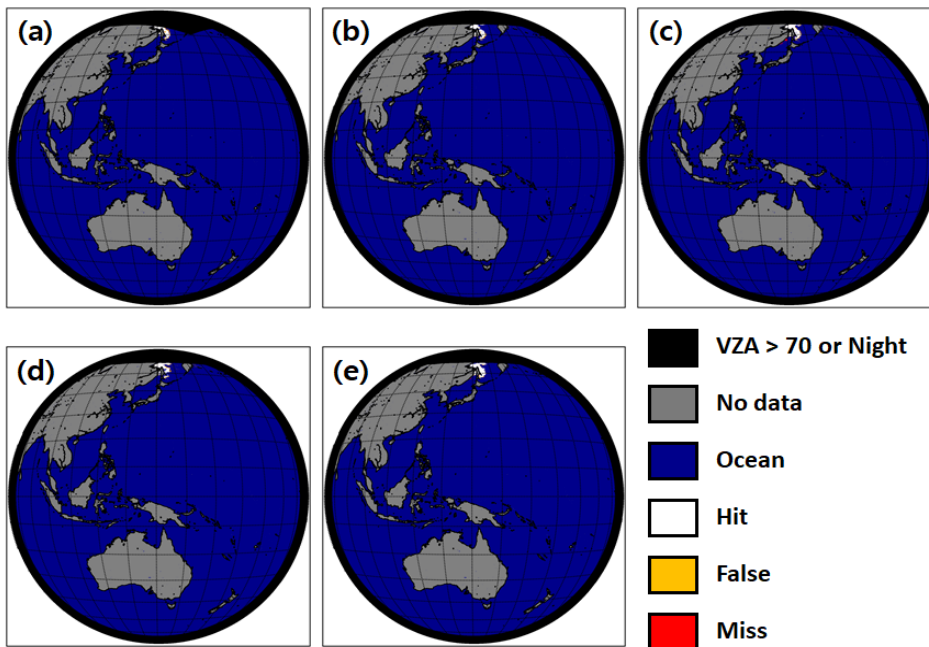 (a)
(b)
(c)
(d)
(e)
VZA > 70 or Night
No data
Ocean
Hit
False
Miss